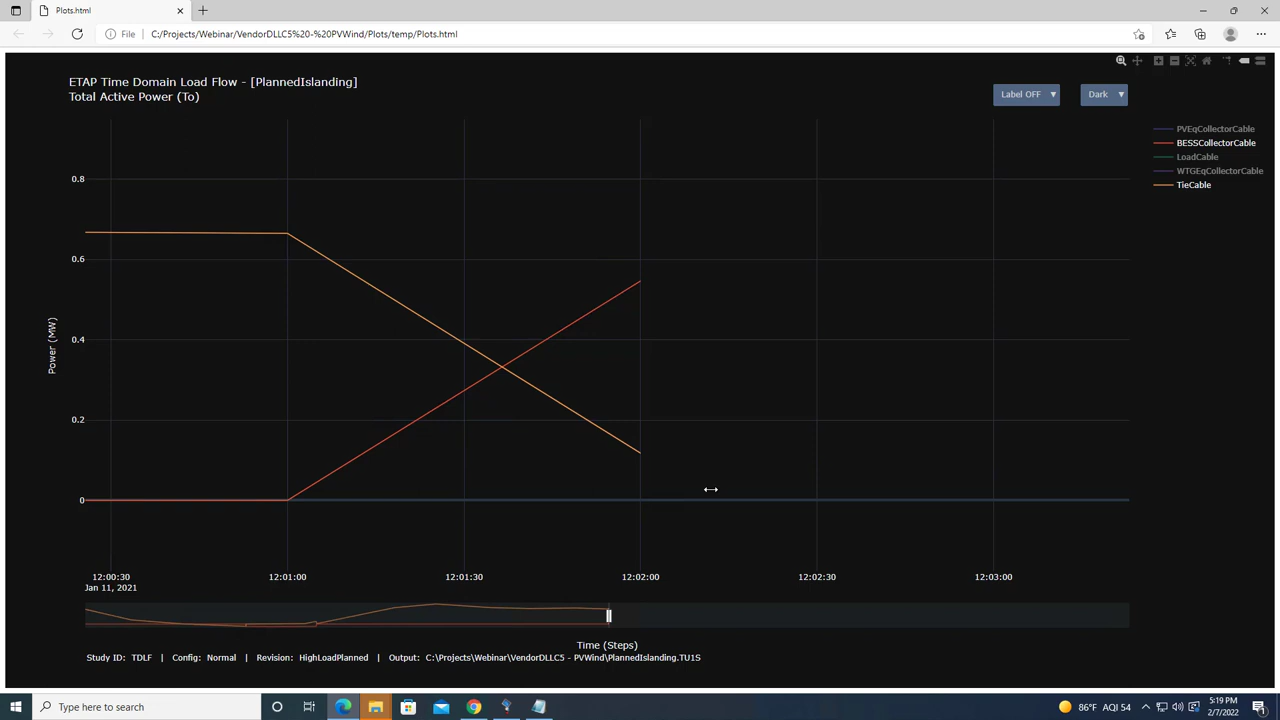 Plots.html
File
C:/Projects/Webinar/VendorDLLC5%20-%20PVWind/Plots/temp/Plots.html
ETAP Time Domain Load Flow - [PlannedIslanding]
Total Active Power (To)
Label OFF
Dark
PVEqCollectorCable
BESSCollectorCable
LoadCable
WTGEqCollectorCable
TieCable
0.8
0.6
0.4
0.2
0
Power (MW)
12:00:30
Jan 11, 2021
12:01:00
12:01:30
12:02:00
12:02:30
12:03:00
Time (Steps)
Study ID: TDLF | Config: Normal | Revision: HighLoadPlanned | Output: C:\Projects\Webinar\VendorDLLC5 - PVWind\PlannedIslanding.TU1S
Type here to search
86°F AQI 54
5:19 PM
2/7/2022
1